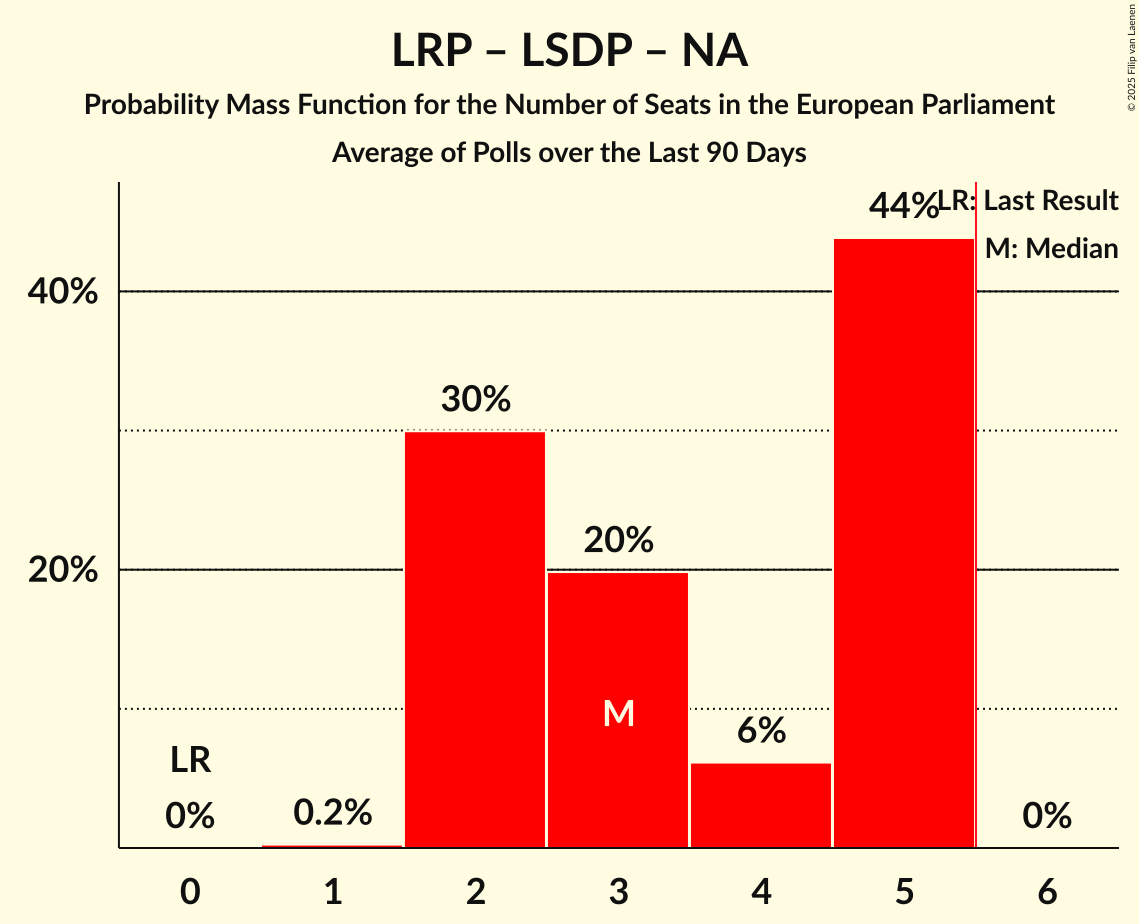 LRP – LSDP – NA
Probability Mass Function for the Number of Seats in the European Parliament
Average of Polls over the Last 90 Days
© 2025 Filip van Laenen
LR: Last Result
M: Median
44%
40%
30%
20%
20%
M
6%
LR
0%
0.2%
0%
0 1 2 3 4 5 6